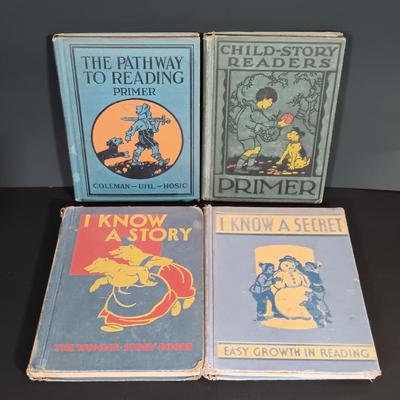 THE PATHWAY
TO READING
PRIMER
COLEMAN - UHL - HOSIC
CHILD-STORY
READERS
PRIMER
I KNOW
A STORY
THE WONDER-STORY BOOKS
I KNOW A SECRET
EASY GROWTH IN READING